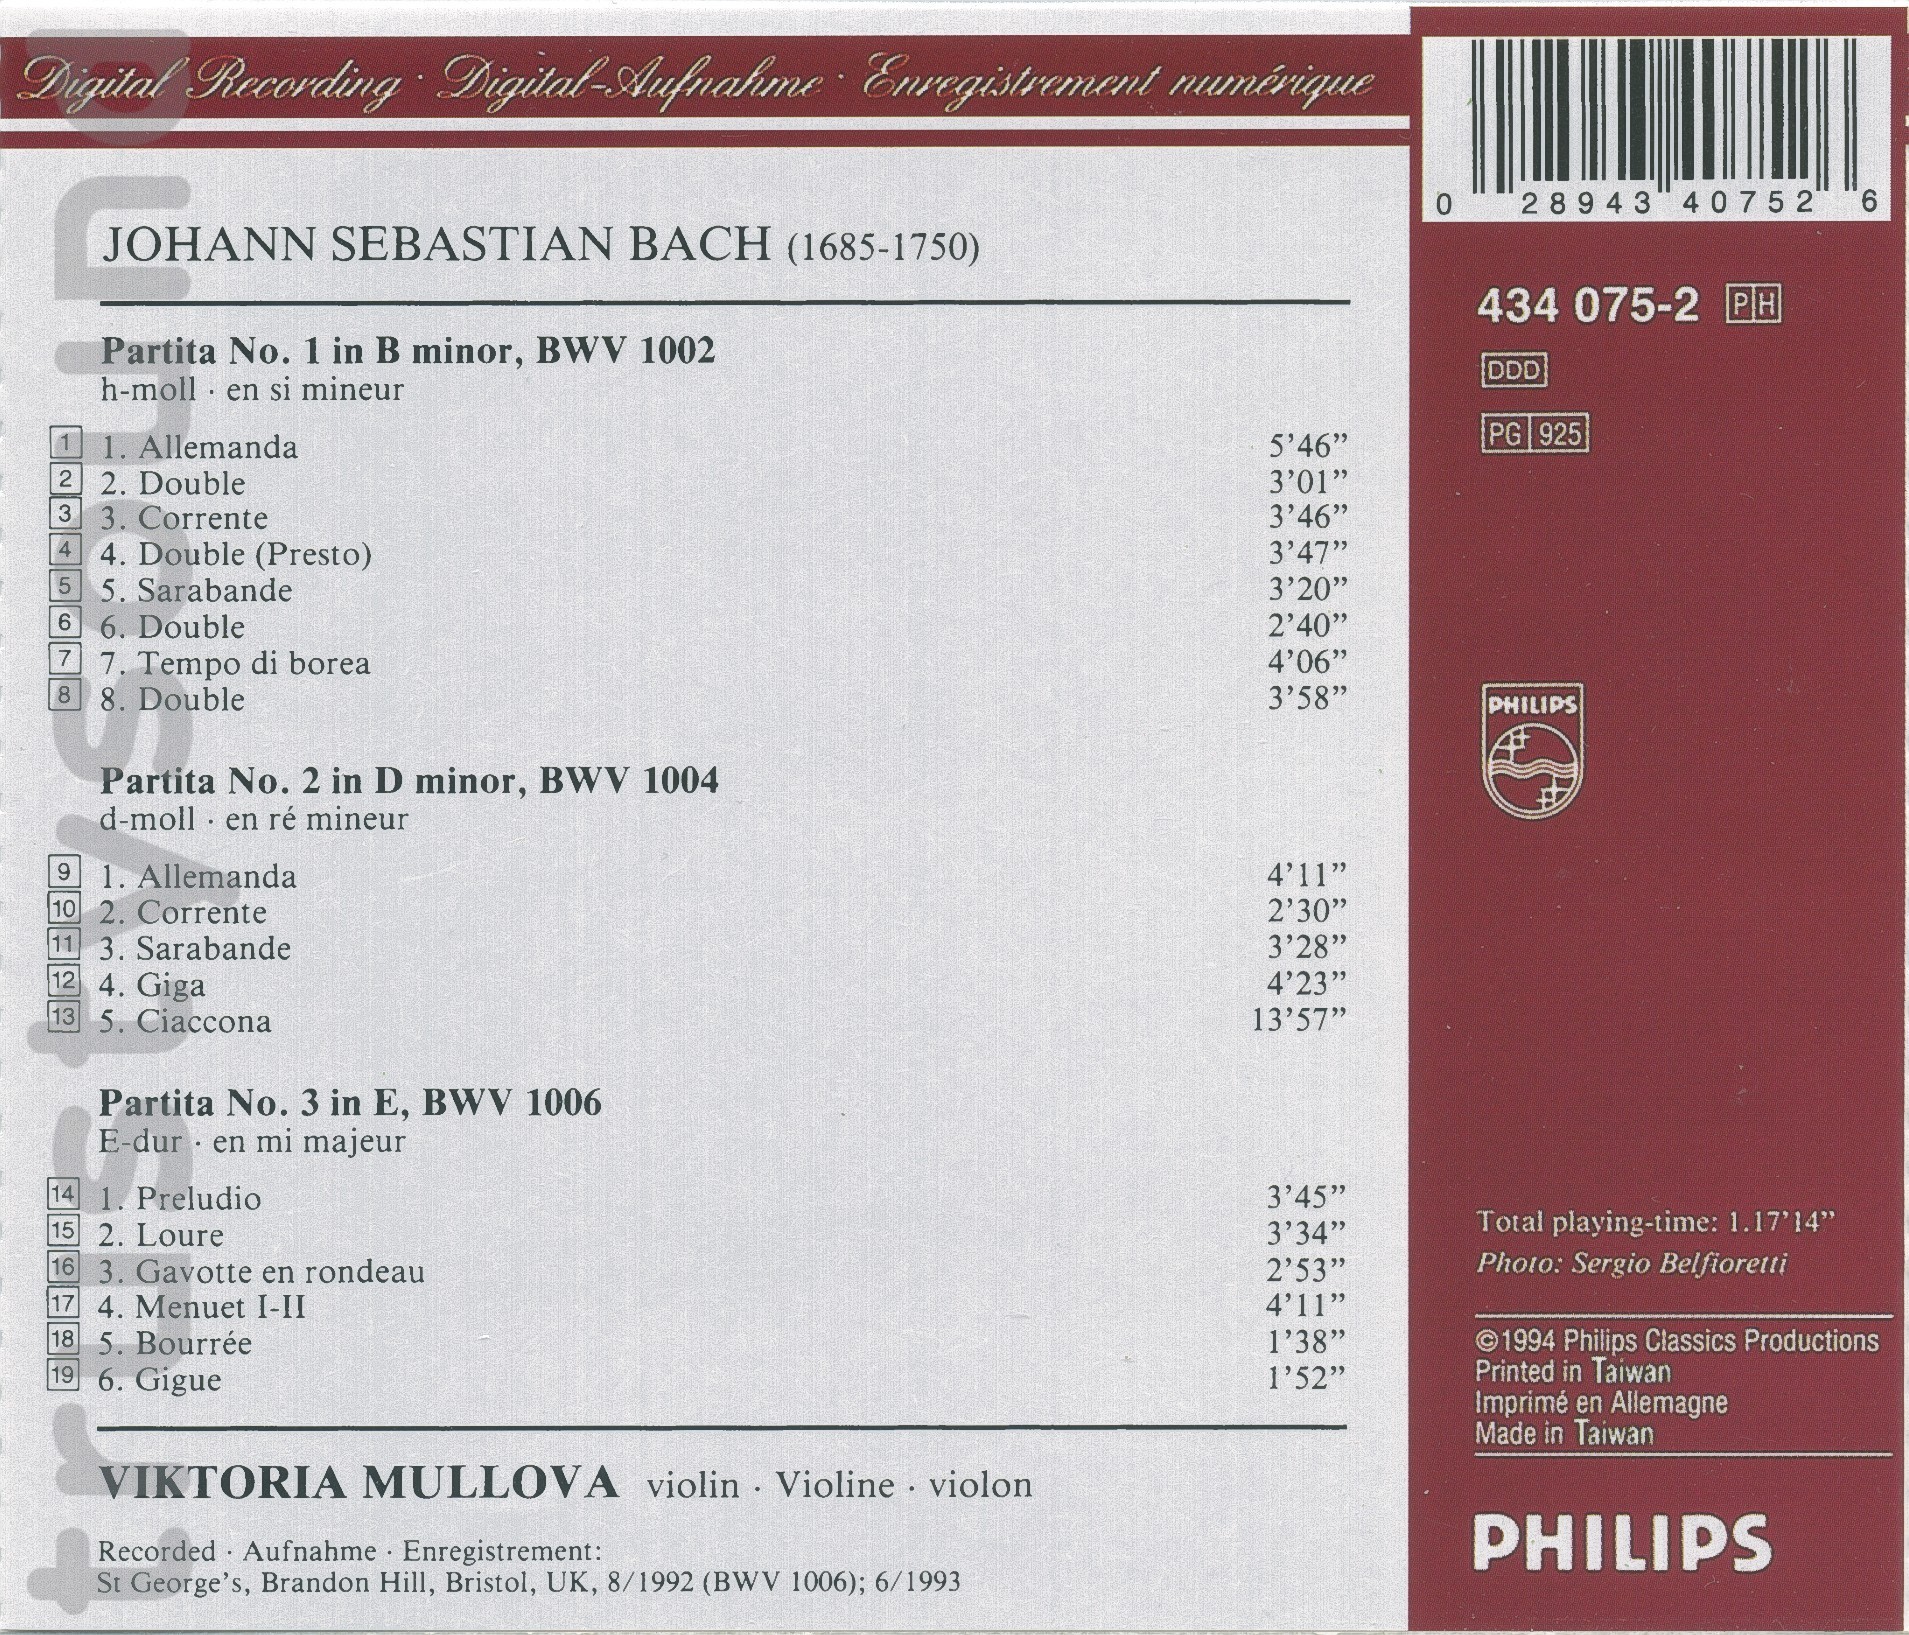 Digital Recording · Digital-Aufnahme · Enregistrement numérique
0 28943 40752 6
JOHANN SEBASTIAN BACH (1685-1750)
Partita No. 1 in B minor, BWV 1002
h-moll · en si mineur
1 1. Allemanda 5’46”
2 2. Double 3’01”
3 3. Corrente 3’46”
4 4. Double (Presto) 3’47”
5 5. Sarabande 3’20”
6 6. Double 2’40”
7 7. Tempo di borea 4’06”
8 8. Double 3’58”
Partita No. 2 in D minor, BWV 1004
d-moll · en ré mineur
9 1. Allemanda 4’11”
10 2. Corrente 2’30”
11 3. Sarabande 3’28”
12 4. Giga 4’23”
13 5. Ciaccona 13’57”
Partita No. 3 in E, BWV 1006
E-dur · en mi majeur
14 1. Preludio 3’45”
15 2. Loure 3’34”
16 3. Gavotte en rondeau 2’53”
17 4. Menuet I-II 4’11”
18 5. Bourrée 1’38”
19 6. Gigue 1’52”
VIKTORIA MULLOVA violin · Violine · violon
Recorded · Aufnahme · Enregistrement:
St George’s, Brandon Hill, Bristol, UK, 8/1992 (BWV 1006); 6/1993
434 075-2 PH
DDD
PG 925
PHILIPS
Total playing-time: 1.17’14”
Photo: Sergio Belfioretti
©1994 Philips Classics Productions
Printed in Taiwan
Imprimé en Allemagne
Made in Taiwan
PHILIPS